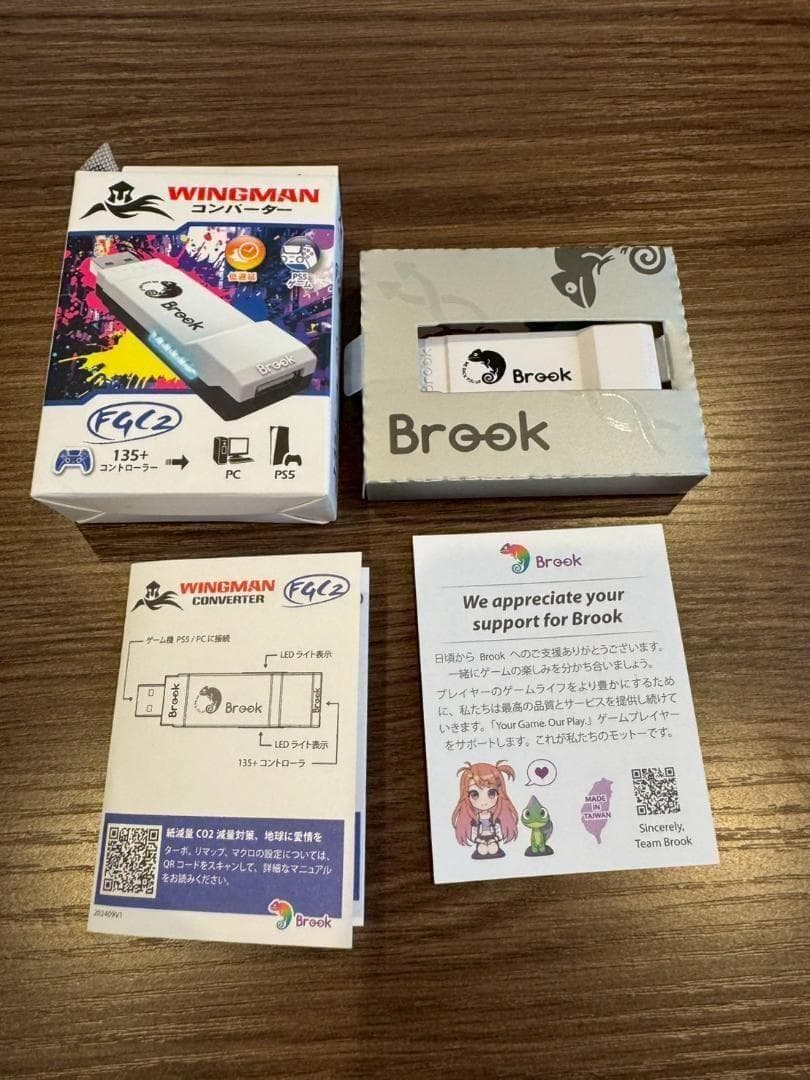 WINGMAN
コンバーター
低遅延
PS5
ゲーム
Brook
Brook
FGC2
135+
コントローラー
PC
PS5
Brook
Brook
Brook
WINGMAN
CONVERTER
FGC2
ゲーム機 PS5 / PCに接続
LED ライト表示
Brook
Brook
Brook
LED ライト表示
135+ コントローラ
紙減量 CO2 減量対策、地球に愛情を
ターボ。リマップ、マクロの設定については、
QRコードをスキャンして、詳細なマニュアル
をお読みください。
202409V1
Brook
Brook
We appreciate your
support for Brook
日頃から Brook へのご支援ありがとうございます。
一緒にゲームの楽しみを分かち合いましょう。
プレイヤーのゲームライフをより豊かにするため
に、私たちは最高の品質とサービスを提供し続けて
いきます。「Your Game. Our Play.」ゲームプレイヤー
をサポートします。これが私たちのモットーです。
MADE
IN
TAIWAN
Sincerely,
Team Brook